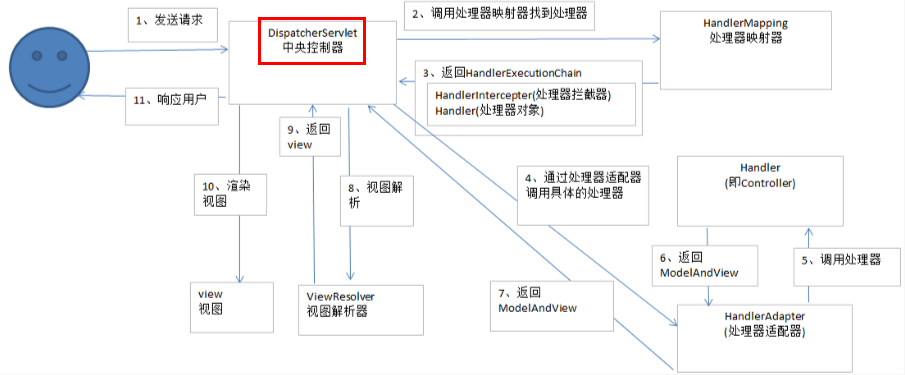 1、发送请求
DispatcherServlet
中央控制器
2、调用处理器映射器找到处理器
HandlerMapping
处理器映射器
3、返回HandlerExecutionChain
HandlerIntercepter(处理器拦截器)
Handler(处理器对象)
11、响应用户
9、返回
view
10、渲染
视图
8、视图解
析
4、通过处理器适配器
调用具体的处理器
Handler
(即Controller)
6、返回
ModelAndView
5、调用处理器
7、返回
ModelAndView
view
视图
ViewResolver
视图解析器
HandlerAdapter
(处理器适配器)